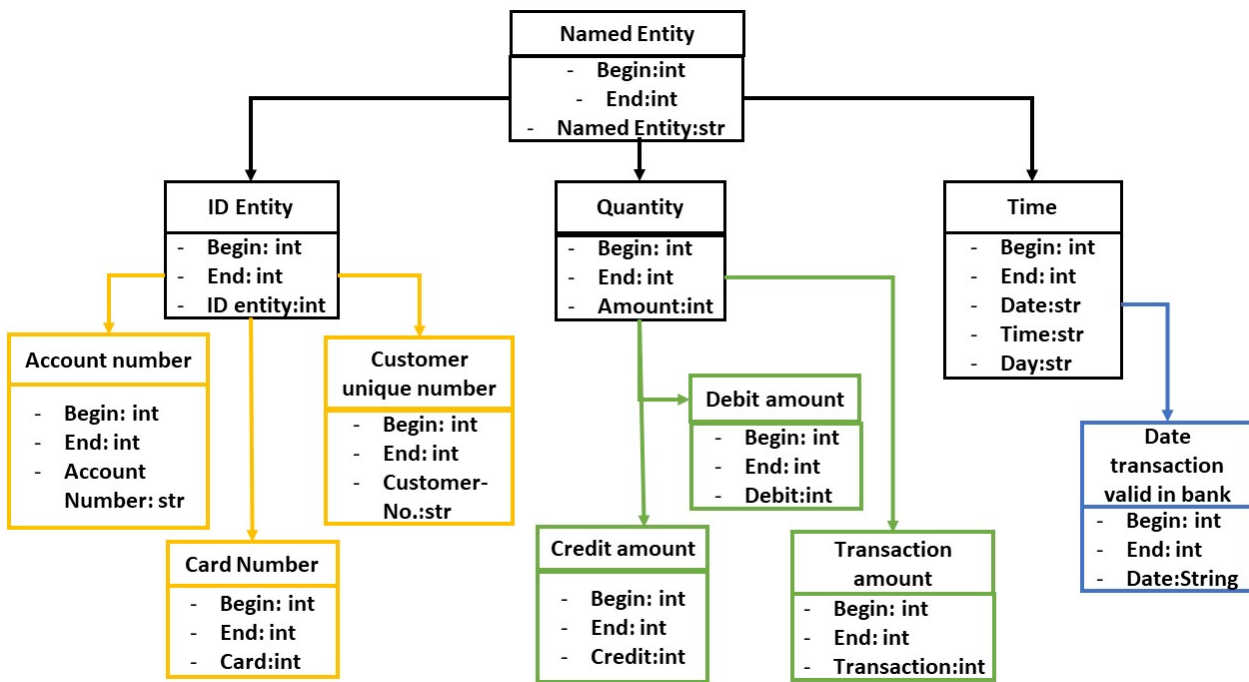 Named Entity
- Begin:int
- End:int
- Named Entity:str
ID Entity
- Begin: int
- End: int
- ID entity:int
Quantity
- Begin: int
- End: int
- Amount:int
Time
- Begin: int
- End: int
- Date:str
- Time:str
- Day:str
Account number
- Begin: int
- End: int
- Account
Number: str
Customer
unique number
- Begin: int
- End: int
- Customer-
No.:str
Debit amount
- Begin: int
- End: int
- Debit:int
Date
transaction
valid in bank
- Begin: int
- End: int
- Date:String
Card Number
- Begin: int
- End: int
- Card:int
Credit amount
- Begin: int
- End: int
- Credit:int
Transaction
amount
- Begin: int
- End: int
- Transaction:int